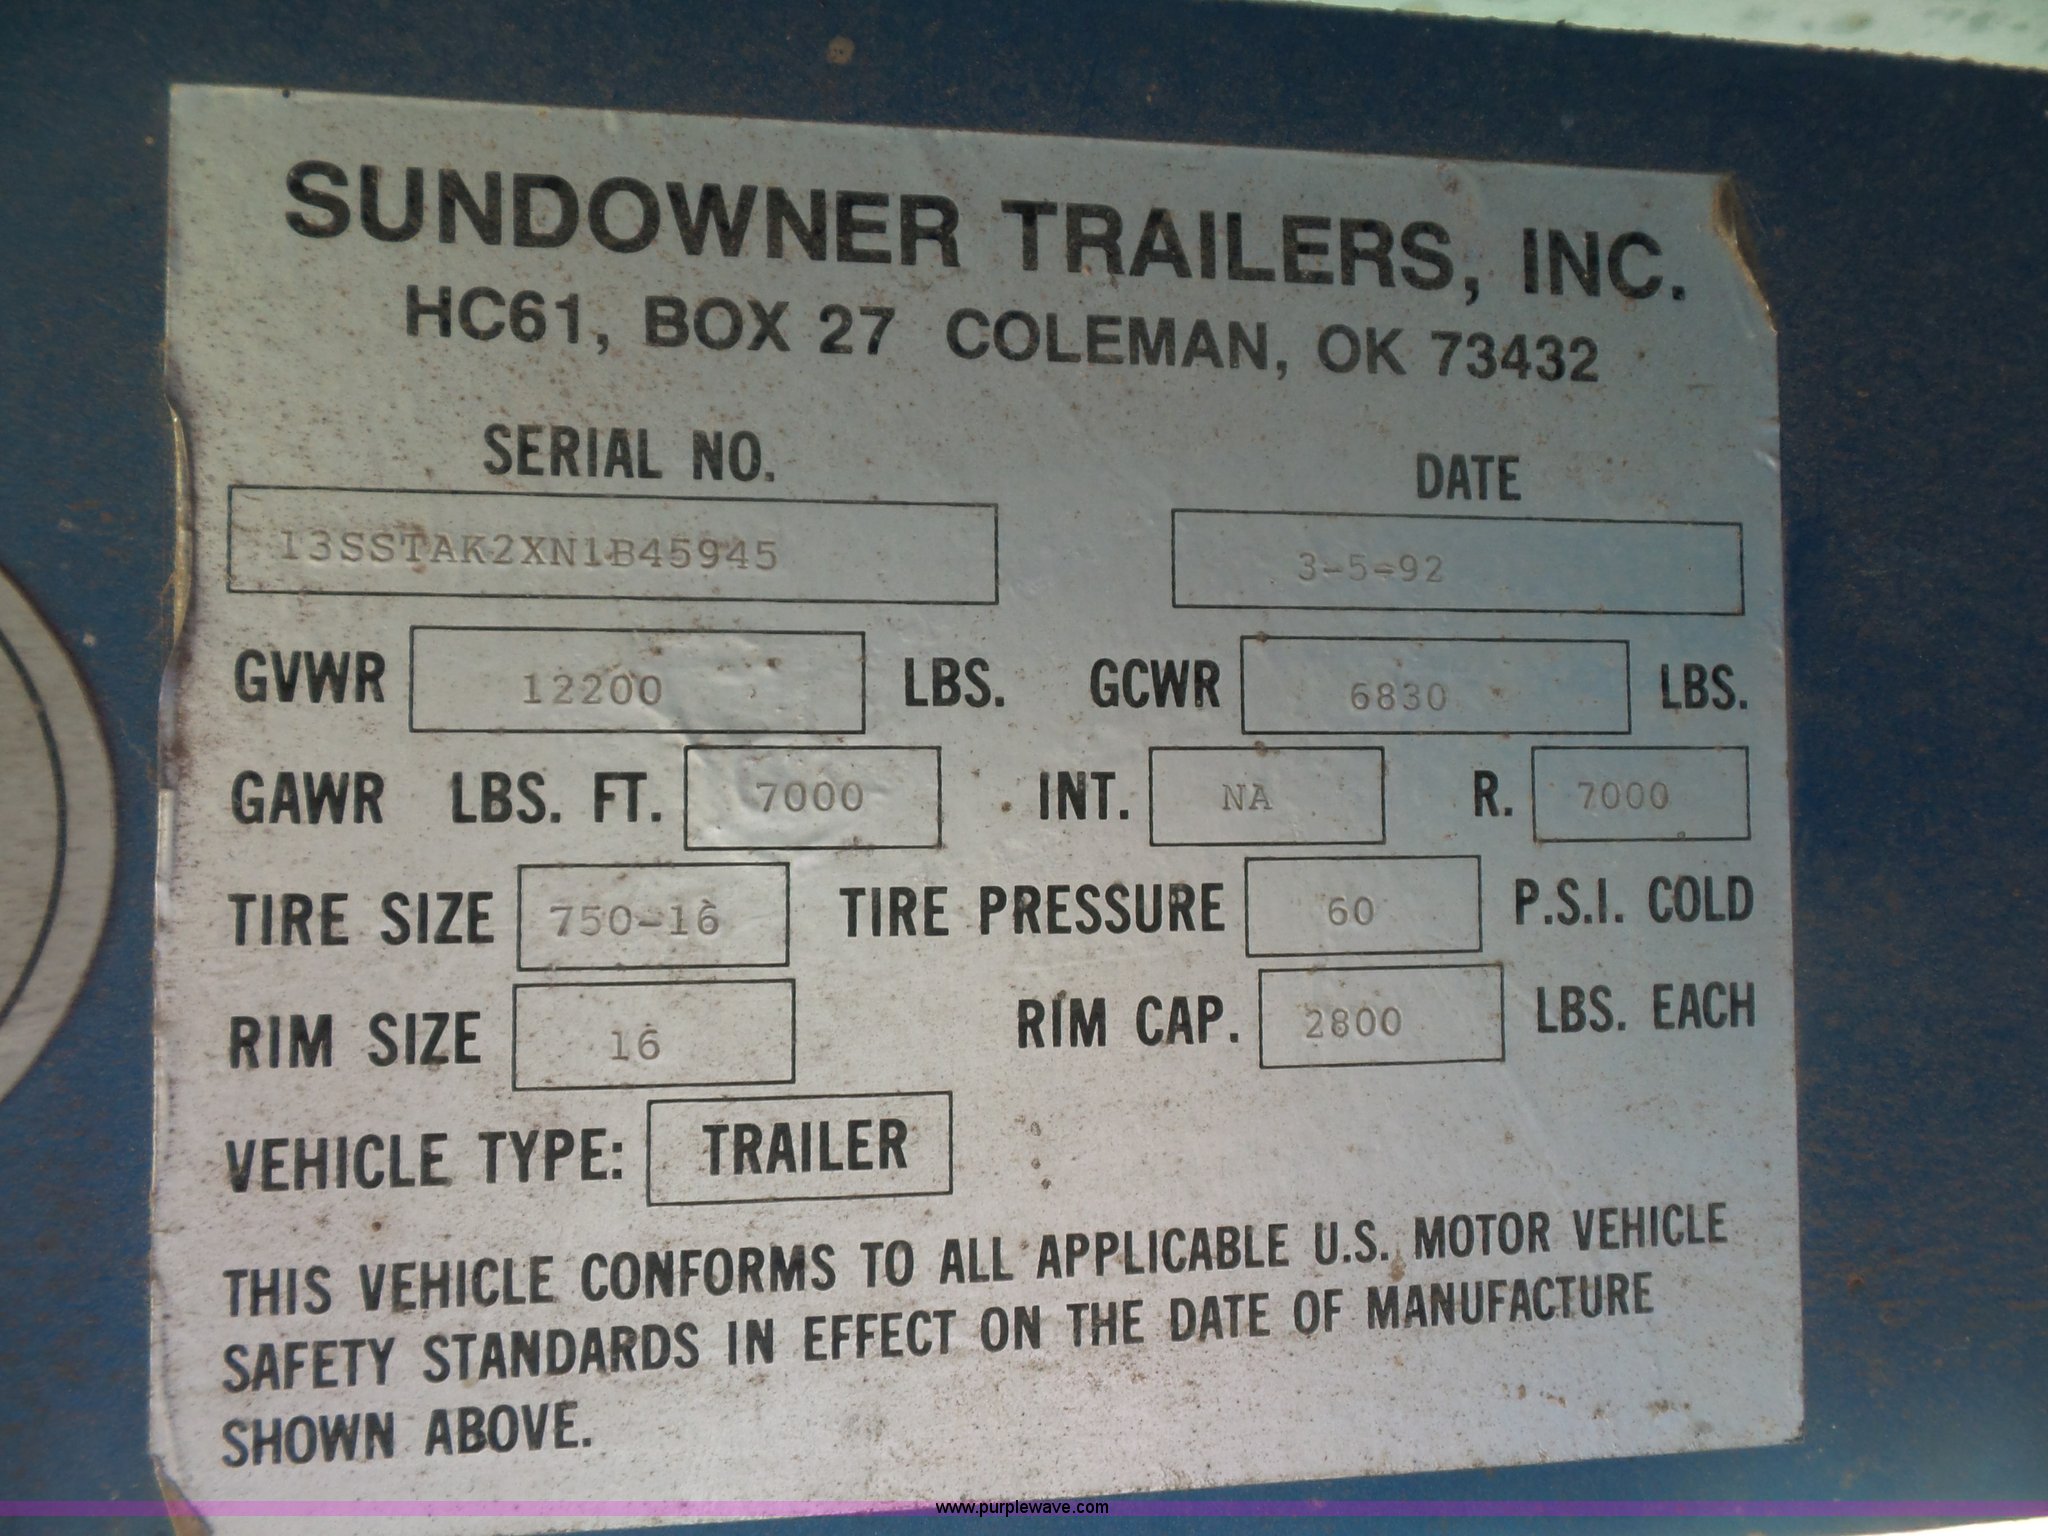 SUNDOWNER TRAILERS, INC.
HC61, BOX 27 COLEMAN, OK 73432
SERIAL NO. DATE
13SSTAK2XN1B45945 3-5-92
GVWR 12200 LBS. GCWR 6830 LBS.
GAWR LBS. FT. 7000 INT. NA R. 7000
TIRE SIZE 750-16 TIRE PRESSURE 60 P.S.I. COLD
RIM SIZE 16 RIM CAP. 2800 LBS. EACH
VEHICLE TYPE: TRAILER
THIS VEHICLE CONFORMS TO ALL APPLICABLE U.S. MOTOR VEHICLE
SAFETY STANDARDS IN EFFECT ON THE DATE OF MANUFACTURE
SHOWN ABOVE.
www.purplewave.com